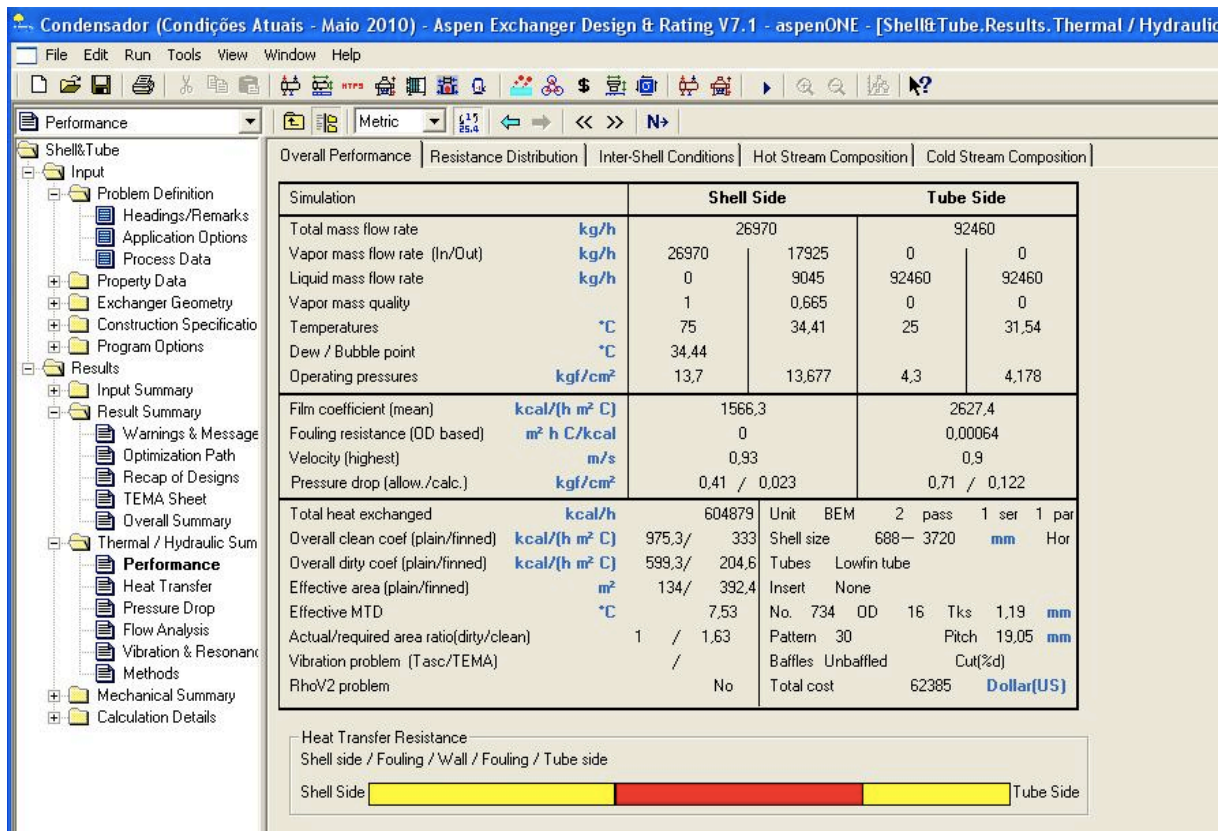 Condensador (Condições Atuais - Maio 2010) - Aspen Exchanger Design & Rating V7.1 - aspenONE - [Shell&Tube.Results.Thermal / Hydraulic
File Edit Run Tools View Window Help
HTFS
Performance
Metric
Shell&Tube
Input
Problem Definition
Headings/Remarks
Application Options
Process Data
Property Data
Exchanger Geometry
Construction Specificatio
Program Options
Results
Input Summary
Result Summary
Warnings & Message
Optimization Path
Recap of Designs
TEMA Sheet
Overall Summary
Thermal / Hydraulic Sum
Performance
Heat Transfer
Pressure Drop
Flow Analysis
Vibration & Resonanc
Methods
Mechanical Summary
Calculation Details
Overall Performance Resistance Distribution Inter-Shell Conditions Hot Stream Composition Cold Stream Composition
Simulation Shell Side Tube Side
Total mass flow rate kg/h 26970 92460
Vapor mass flow rate (In/Out) kg/h 26970 17925 0 0
Liquid mass flow rate kg/h 0 9045 92460 92460
Vapor mass quality 1 0,665 0 0
Temperatures °C 75 34,41 25 31,54
Dew / Bubble point °C 34,44
Operating pressures kgf/cm² 13,7 13,677 4,3 4,178
Film coefficient (mean) kcal/(h m² C) 1566,3 2627,4
Fouling resistance (OD based) m² h C/kcal 0 0,00064
Velocity (highest) m/s 0,93 0,9
Pressure drop (allow./calc.) kgf/cm² 0,41 / 0,023 0,71 / 0,122
Total heat exchanged kcal/h 604879 Unit BEM 2 pass 1 ser 1 par
Overall clean coef (plain/finned) kcal/(h m² C) 975,3/ 333 Shell size 688 – 3720 mm Hor
Overall dirty coef (plain/finned) kcal/(h m² C) 599,3/ 204,6 Tubes Lowfin tube
Effective area (plain/finned) m² 134/ 392,4 Insert None
Effective MTD °C 7,53 No. 734 OD 16 Tks 1,19 mm
Actual/required area ratio(dirty/clean) 1 / 1,63 Pattern 30 Pitch 19,05 mm
Vibration problem (Tasc/TEMA) / Baffles Unbaffled Cut(%d)
RhoV2 problem No Total cost 62385 Dollar(US)
Heat Transfer Resistance
Shell side / Fouling / Wall / Fouling / Tube side
Shell Side Tube Side